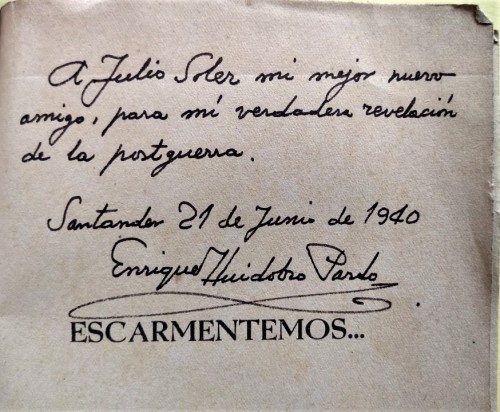 A Julio Soler mi mejor nuevo
amigo, para mí verdadera revelación
de la postguerra.
Santander 21 de Junio de 1940
Enrique Huidobro Pardo
ESCARMENTEMOS...